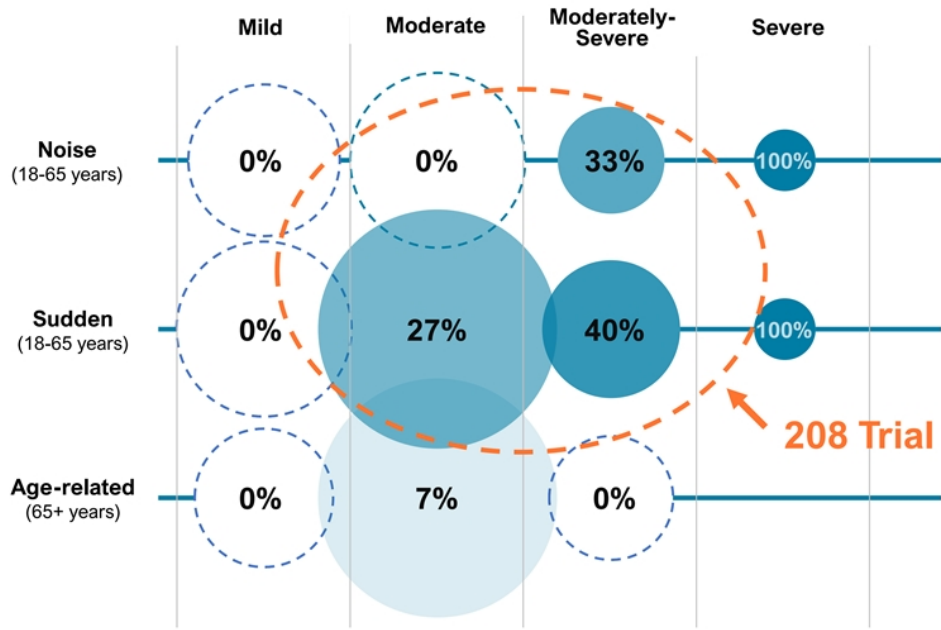 Mild
Moderate
Moderately-
Severe
Severe
Noise
(18-65 years)
0%
0%
33%
100%
Sudden
(18-65 years)
0%
27%
40%
100%
208 Trial
Age-related
(65+ years)
0%
7%
0%